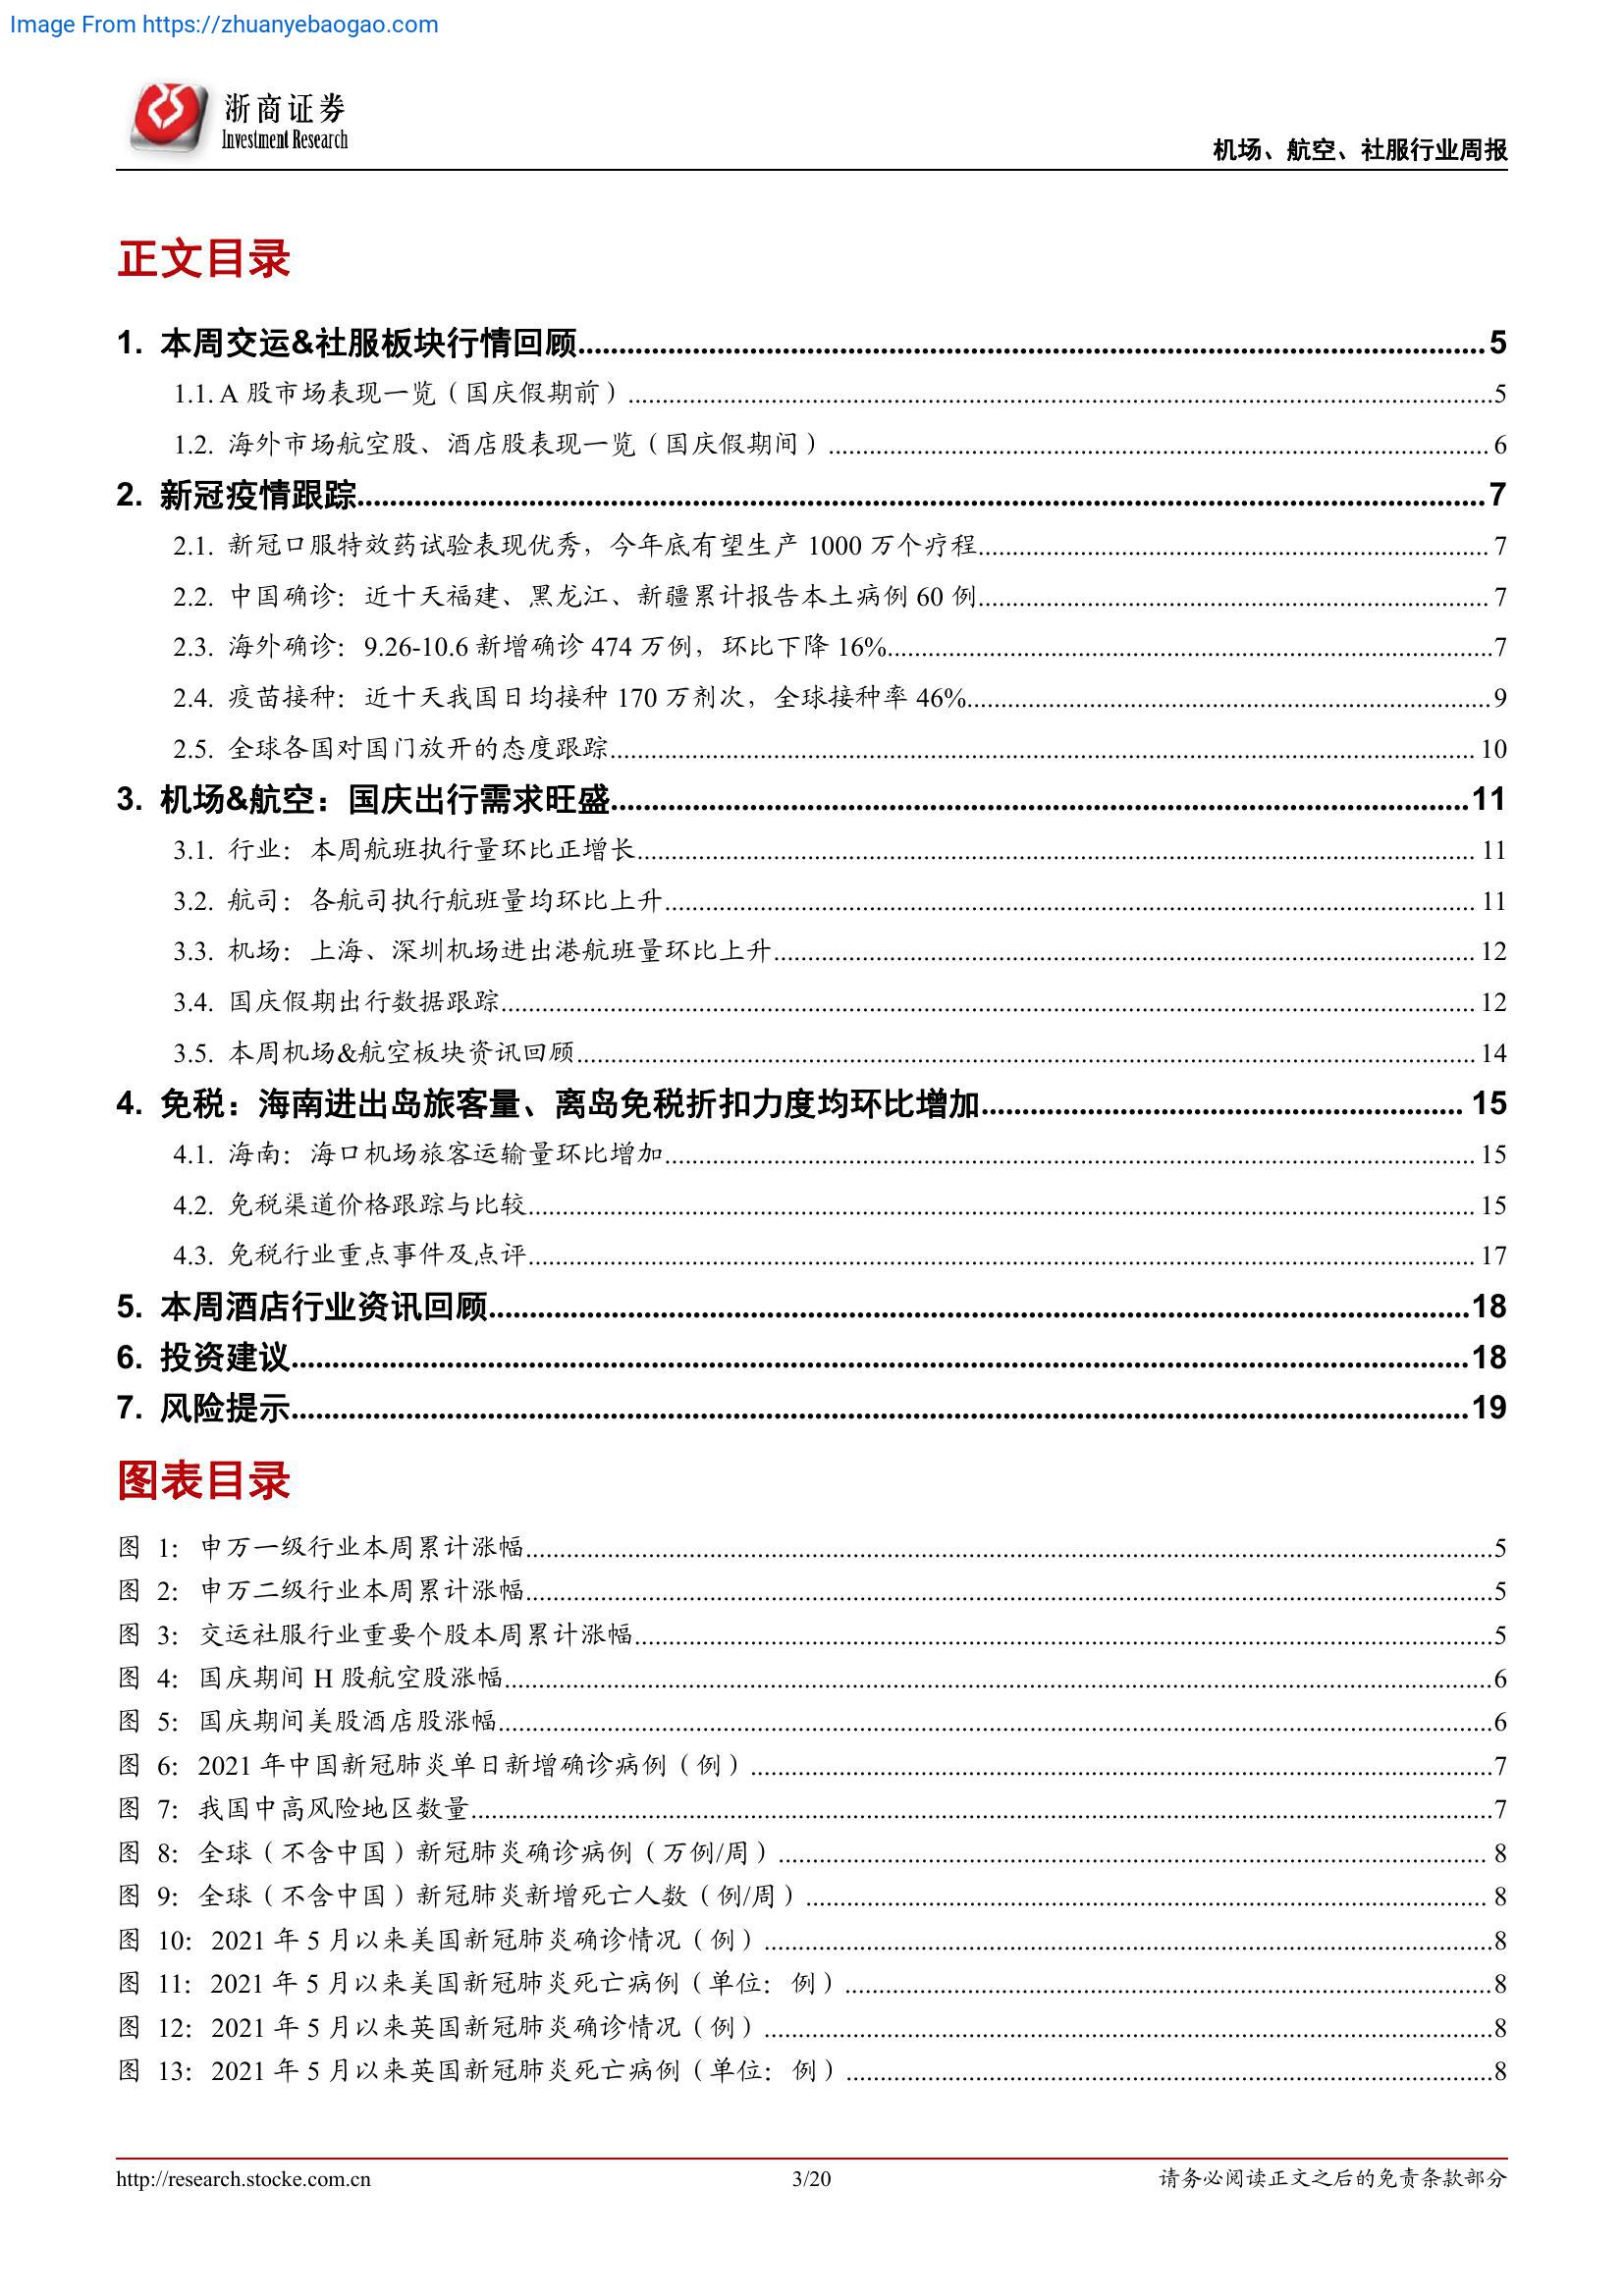 Image From https://zhuanyebaogao.com
浙商证券
Investment Research
机场、航空、社服行业周报
正文目录
1. 本周交运&社服板块行情回顾....................5
1.1. A 股市场表现一览（国庆假期前）....................5
1.2. 海外市场航空股、酒店股表现一览（国庆假期间）....................6
2. 新冠疫情跟踪....................7
2.1. 新冠口服特效药试验表现优秀，今年底有望生产 1000 万个疗程....................7
2.2. 中国确诊：近十天福建、黑龙江、新疆累计报告本土病例 60 例....................7
2.3. 海外确诊：9.26-10.6 新增确诊 474 万例，环比下降 16%....................7
2.4. 疫苗接种：近十天我国日均接种 170 万剂次，全球接种率 46%....................9
2.5. 全球各国对国门放开的态度跟踪....................10
3. 机场&航空：国庆出行需求旺盛....................11
3.1. 行业：本周航班执行量环比正增长....................11
3.2. 航司：各航司执行航班量均环比上升....................11
3.3. 机场：上海、深圳机场进出港航班量环比上升....................12
3.4. 国庆假期出行数据跟踪....................12
3.5. 本周机场&航空板块资讯回顾....................14
4. 免税：海南进出岛旅客量、离岛免税折扣力度均环比增加....................15
4.1. 海南：海口机场旅客运输量环比增加....................15
4.2. 免税渠道价格跟踪与比较....................15
4.3. 免税行业重点事件及点评....................17
5. 本周酒店行业资讯回顾....................18
6. 投资建议....................18
7. 风险提示....................19
图表目录
图 1：申万一级行业本周累计涨幅....................5
图 2：申万二级行业本周累计涨幅....................5
图 3：交运社服行业重要个股本周累计涨幅....................5
图 4：国庆期间 H 股航空股涨幅....................6
图 5：国庆期间美股酒店股涨幅....................6
图 6：2021 年中国新冠肺炎单日新增确诊病例（例）....................7
图 7：我国中高风险地区数量....................7
图 8：全球（不含中国）新冠肺炎确诊病例（万例/周）....................8
图 9：全球（不含中国）新冠肺炎新增死亡人数（例/周）....................8
图 10：2021 年 5 月以来美国新冠肺炎确诊情况（例）....................8
图 11：2021 年 5 月以来美国新冠肺炎死亡病例（单位：例）....................8
图 12：2021 年 5 月以来英国新冠肺炎确诊情况（例）....................8
图 13：2021 年 5 月以来英国新冠肺炎死亡病例（单位：例）....................8
http://research.stocke.com.cn
3/20
请务必阅读正文之后的免责条款部分